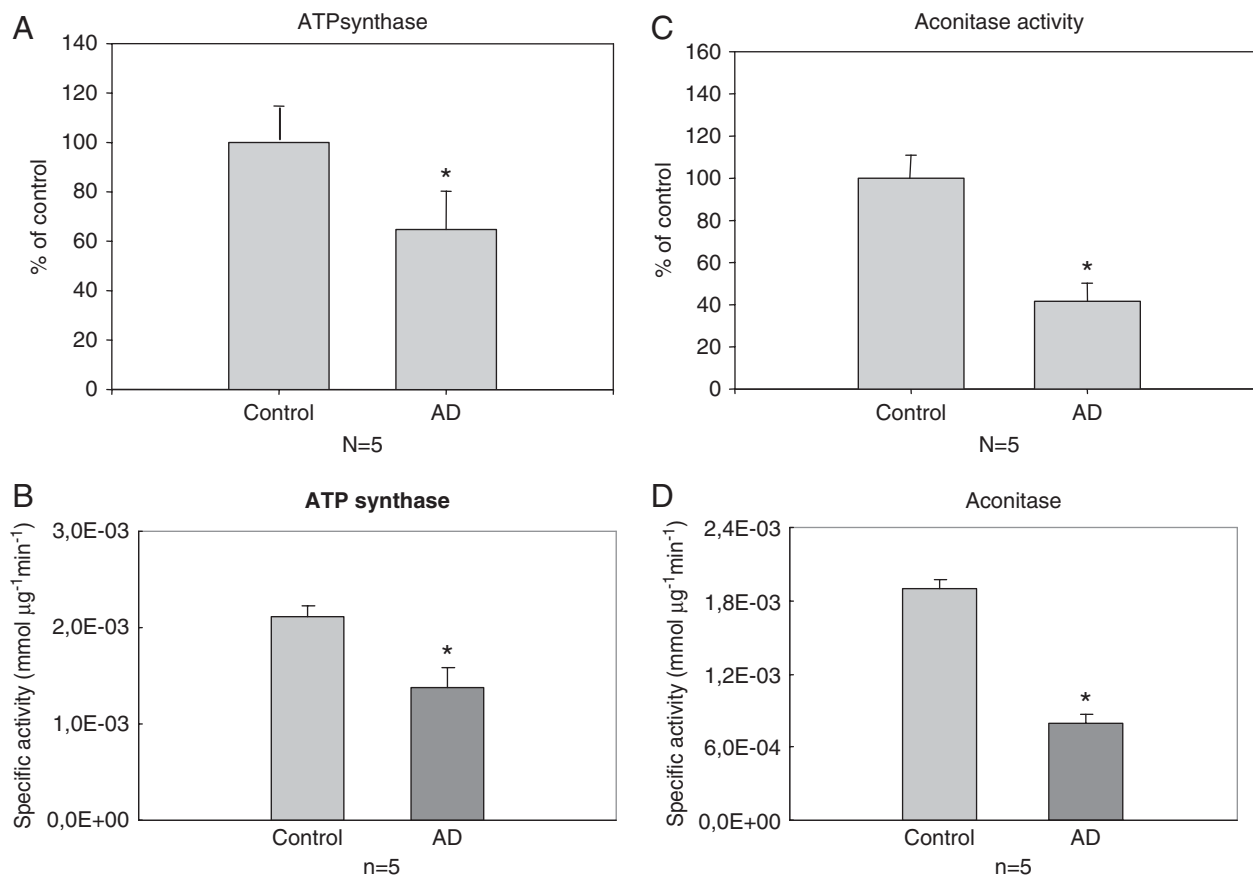 A
ATPsynthase
140
120
100
80
60
40
20
0
% of control
*
Control AD
N=5
C
Aconitase activity
160
140
120
100
80
60
40
20
0
% of control
*
Control AD
N=5
B
ATP synthase
3,0E-03
2,0E-03
1,0E-03
0,0E+00
Specific activity (mmol µg⁻¹min⁻¹)
*
Control AD
n=5
D
Aconitase
2,4E-03
1,8E-03
1,2E-03
6,0E-04
0,0E+00
Specific activity (mmol µg⁻¹min⁻¹)
*
Control AD
n=5